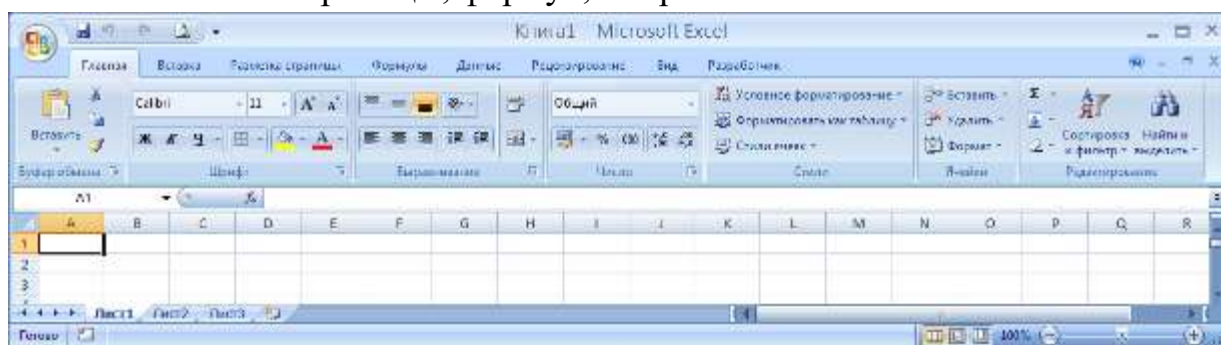 Книга1 Microsoft Excel
Главная Вставка Разметка страницы Формулы Данные Рецензирование Вид Разработчик
Вставить Calibri 11 A A Общий Условное форматирование Вставить Σ
Ж К Ч A % 000 Форматировать как таблицу Удалить Сортировка и фильтр Найти и выделить
Стили ячеек Формат
Буфер обмена Шрифт Выравнивание Число Стили Ячейки Редактирование
A1 fx
A B C D E F G H I J K L M N O P Q R
1
2
3
Лист1 Лист2 Лист3
Готово 100%